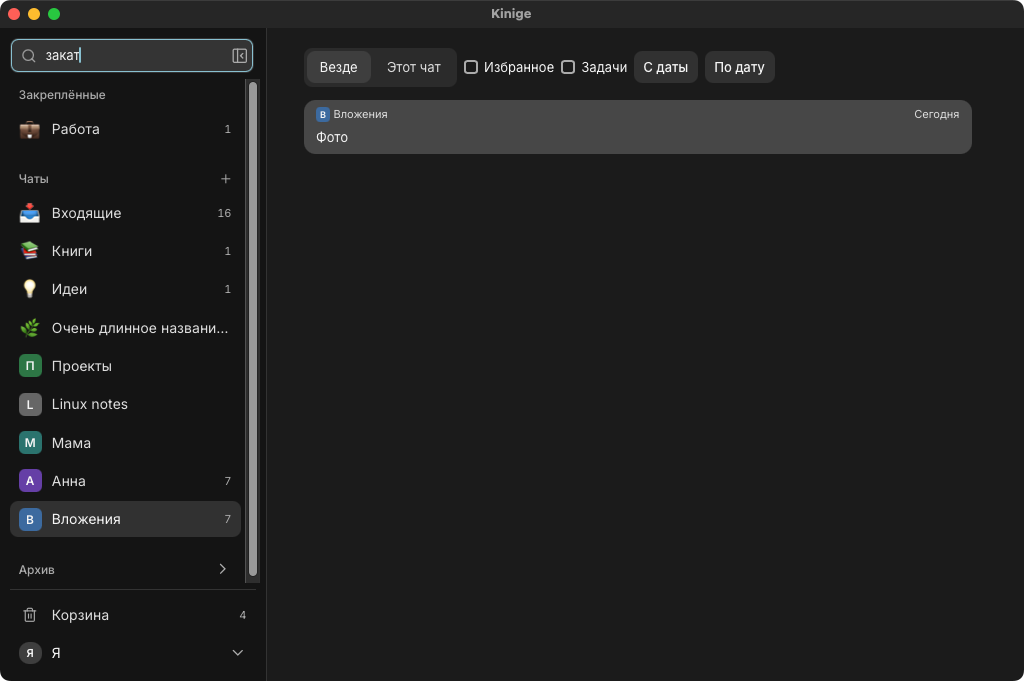 Kinige
закат
Закреплённые
Работа 1
Чаты
Входящие 16
Книги 1
Идеи 1
Очень длинное названи...
П Проекты
L Linux notes
М Мама
А Анна 7
В Вложения 7
Архив
Корзина 4
Я Я
Везде Этот чат Избранное Задачи С даты По дату
В Вложения Сегодня
Фото